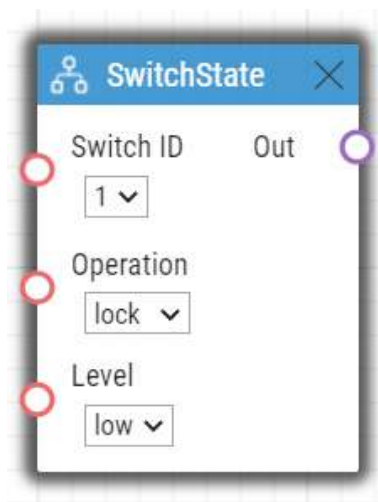 SwitchState
Switch ID Out
1
Operation
lock
Level
low